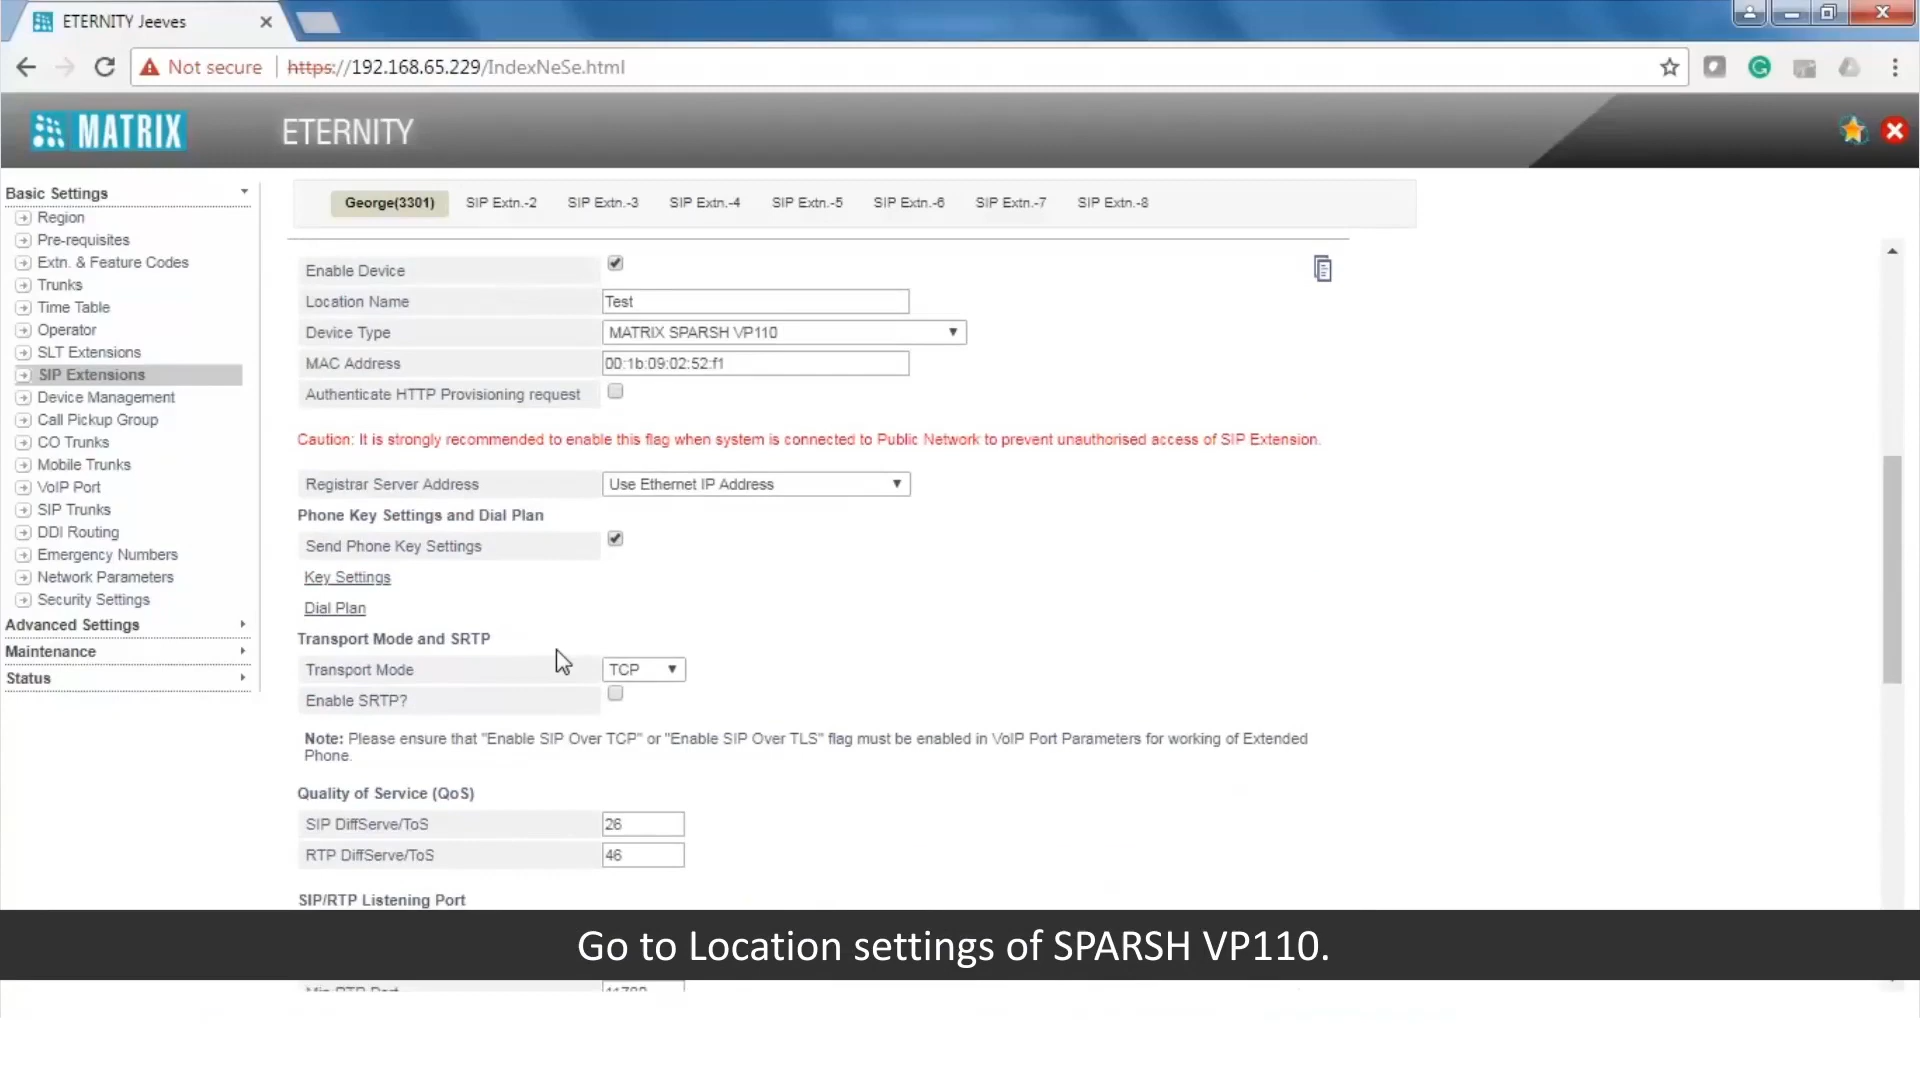 ETERNITY Jeeves
Not secure https://192.168.65.229/IndexNeSe.html
MATRIX ETERNITY
Basic Settings
Region
Pre-requisites
Extn. & Feature Codes
Trunks
Time Table
Operator
SLT Extensions
SIP Extensions
Device Management
Call Pickup Group
CO Trunks
Mobile Trunks
VoIP Port
SIP Trunks
DDI Routing
Emergency Numbers
Network Parameters
Security Settings
Advanced Settings
Maintenance
Status
George(3301) SIP Extn.-2 SIP Extn.-3 SIP Extn.-4 SIP Extn.-5 SIP Extn.-6 SIP Extn.-7 SIP Extn.-8
Enable Device
Location Name Test
Device Type MATRIX SPARSH VP110
MAC Address 00:1b:09:02:52:f1
Authenticate HTTP Provisioning request
Caution: It is strongly recommended to enable this flag when system is connected to Public Network to prevent unauthorised access of SIP Extension.
Registrar Server Address Use Ethernet IP Address
Phone Key Settings and Dial Plan
Send Phone Key Settings
Key Settings
Dial Plan
Transport Mode and SRTP
Transport Mode TCP
Enable SRTP?
Note: Please ensure that "Enable SIP Over TCP" or "Enable SIP Over TLS" flag must be enabled in VoIP Port Parameters for working of Extended
Phone.
Quality of Service (QoS)
SIP DiffServe/ToS 26
RTP DiffServe/ToS 46
SIP/RTP Listening Port
Go to Location settings of SPARSH VP110.